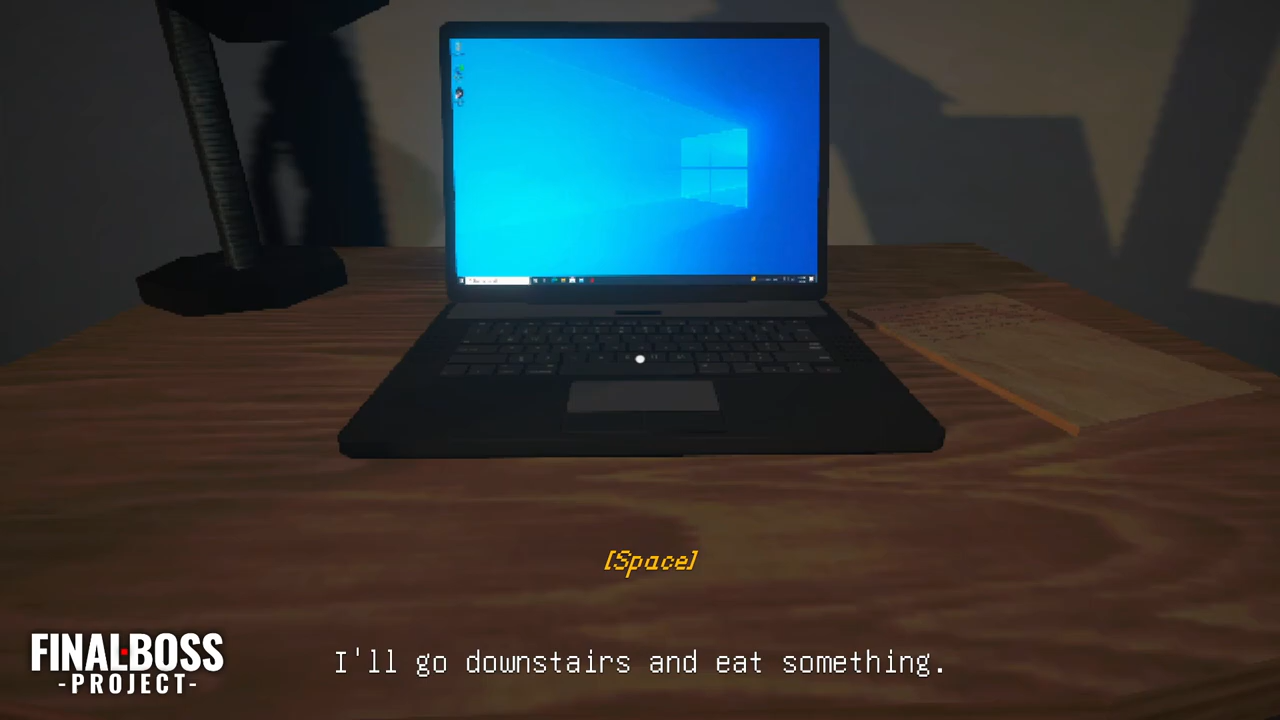 [Space]
I'll go downstairs and eat something.
FINALBOSS
-PROJECT-